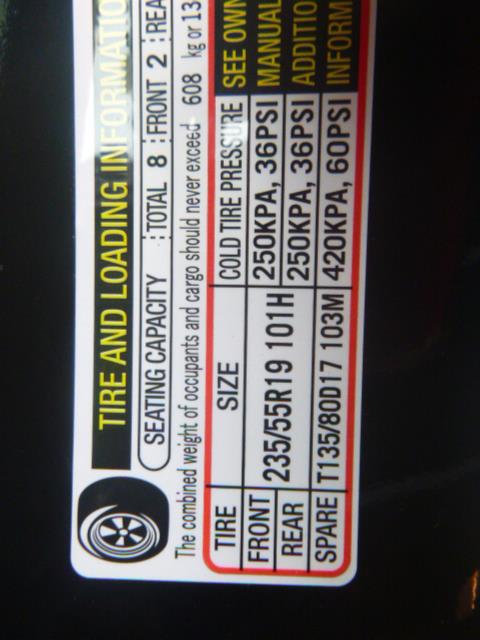 TIRE AND LOADING INFORMATIO
SEATING CAPACITY TOTAL 8 FRONT 2 REA
The combined weight of occupants and cargo should never exceed 608 kg or 13
TIRE SIZE COLD TIRE PRESSURE SEE OWN
FRONT 235/55R19 101H 250KPA, 36PSI MANUAL
REAR 250KPA, 36PSI ADDITIO
SPARE T135/80D17 103M 420KPA, 60PSI INFORM